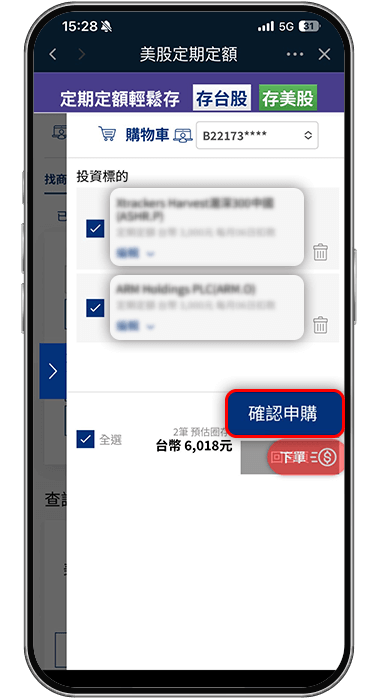 15:28 5G 31
美股定期定額
定期定額輕鬆存 存台股 存美股
購物車 B22173****
找商
投資標的
已
Xtrackers Harvest滬深300中國
(ASHR.P)
編輯
ARM Holdings PLC(ARM.O)
編輯
確認申購
全選
2筆 預估圈存
台幣 6,018元
下單
查詢